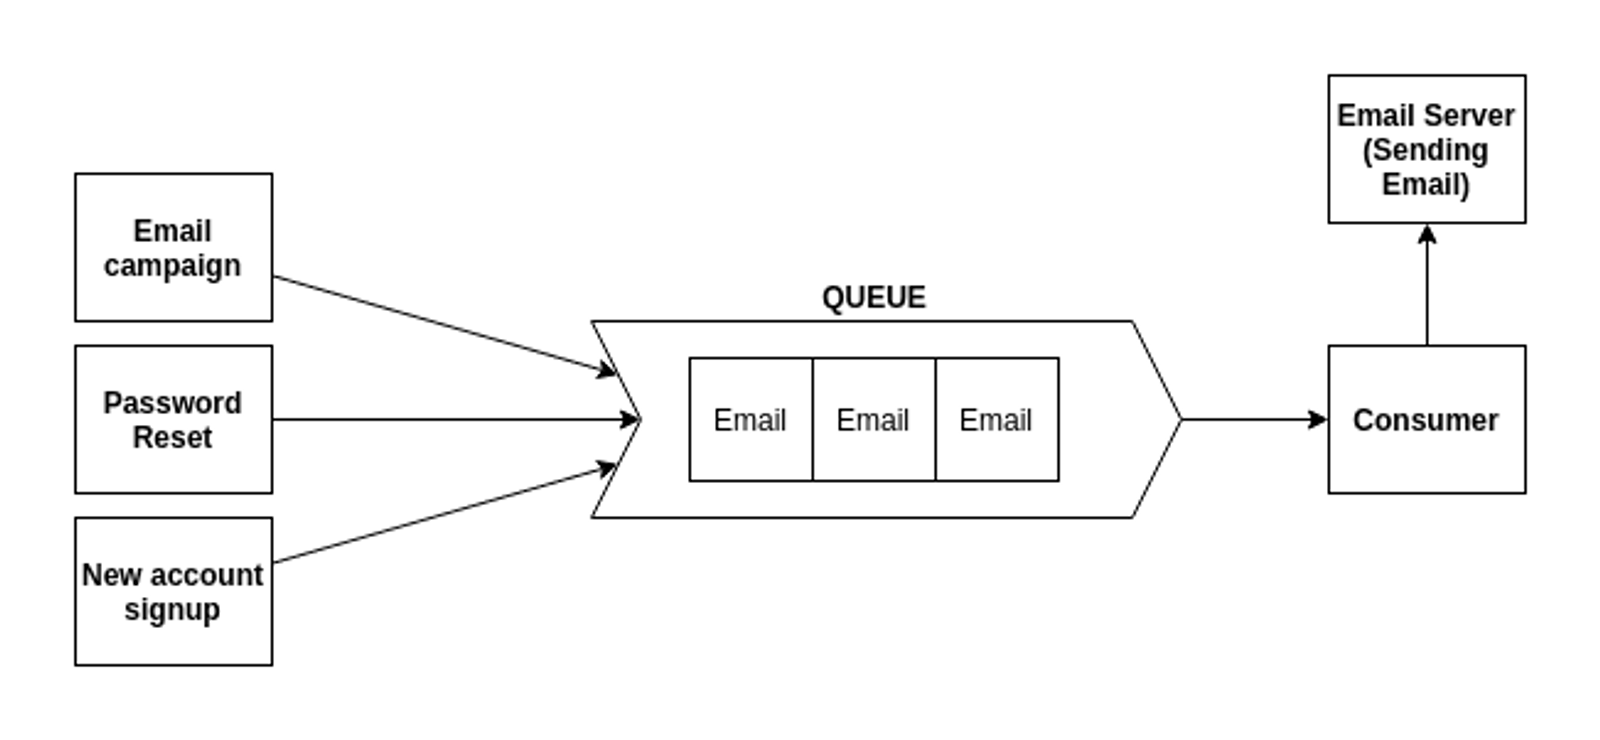 Email
campaign
Password
Reset
New account
signup
QUEUE
Email
Email
Email
Consumer
Email Server
(Sending
Email)